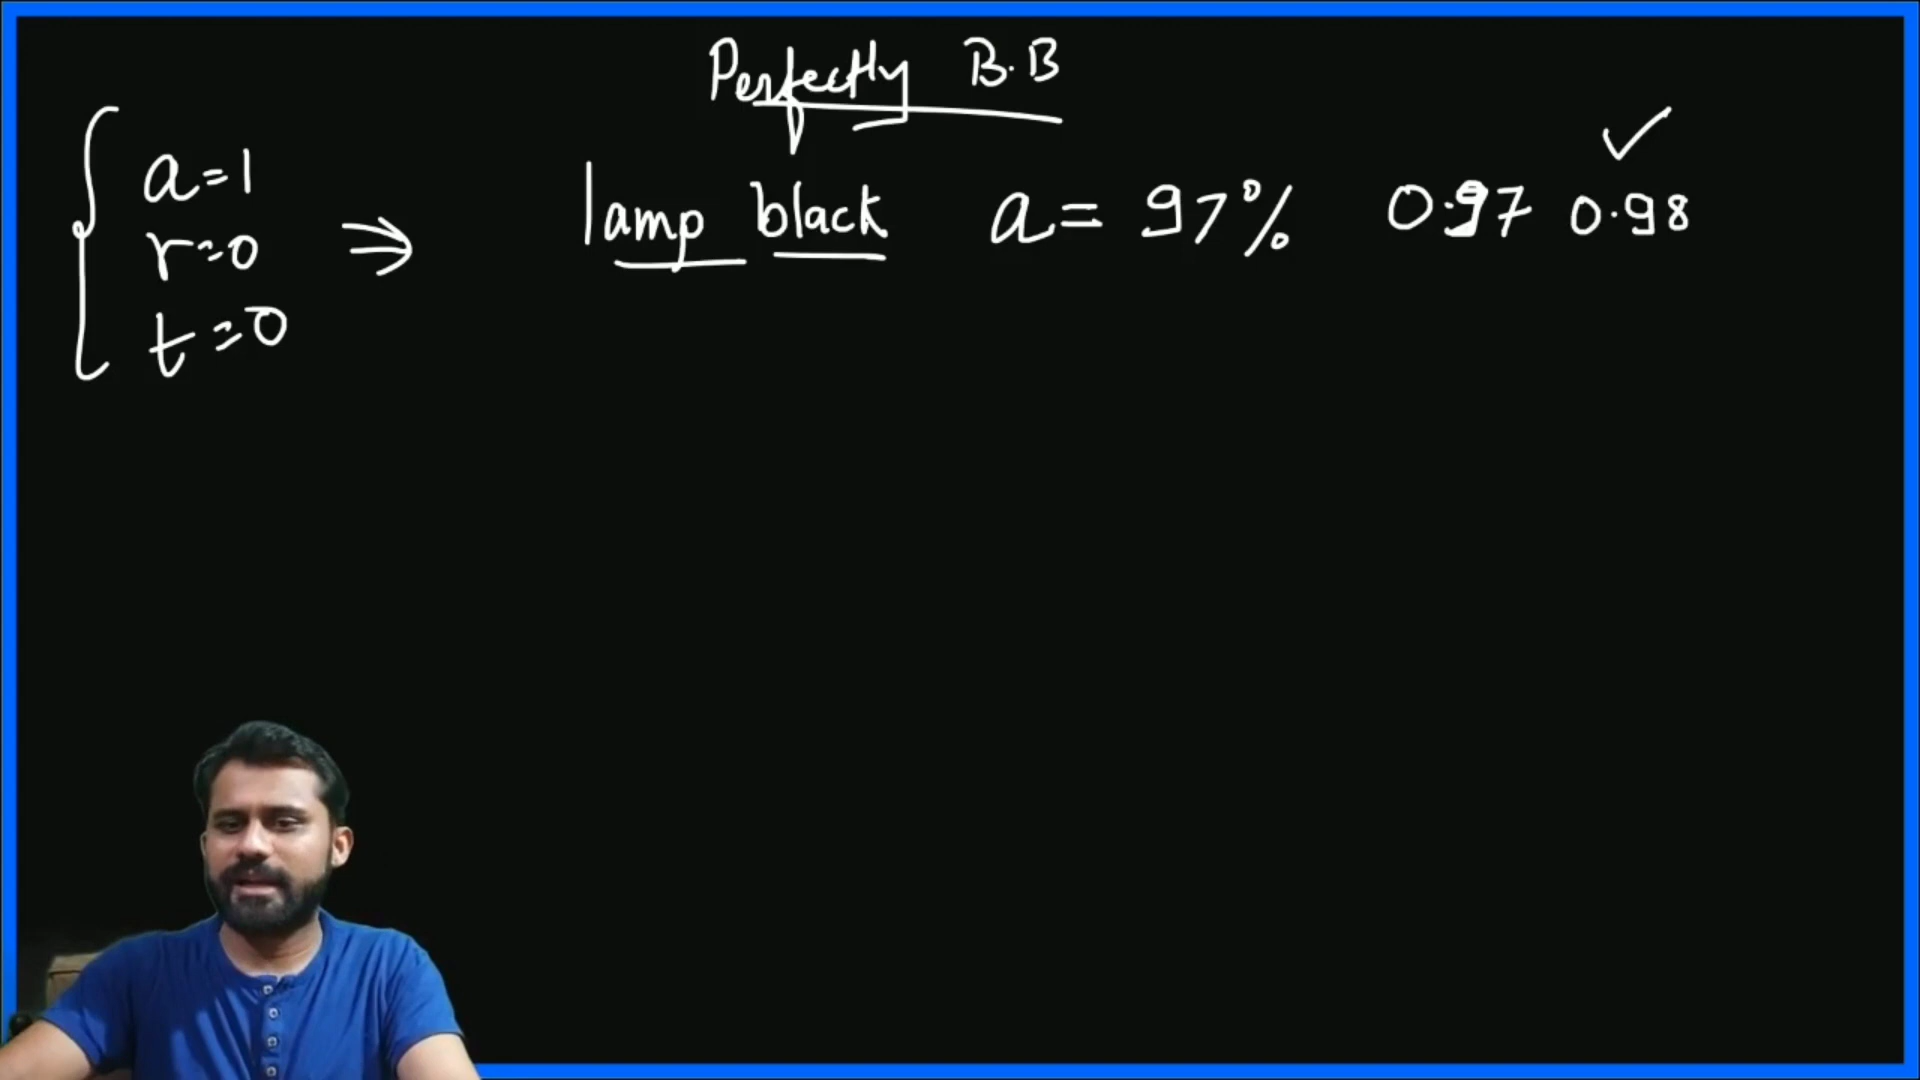 Perfectly B.B
a=1
r=0
t=0
⇒ lamp black a= 97% 0.97 0.98 ✓